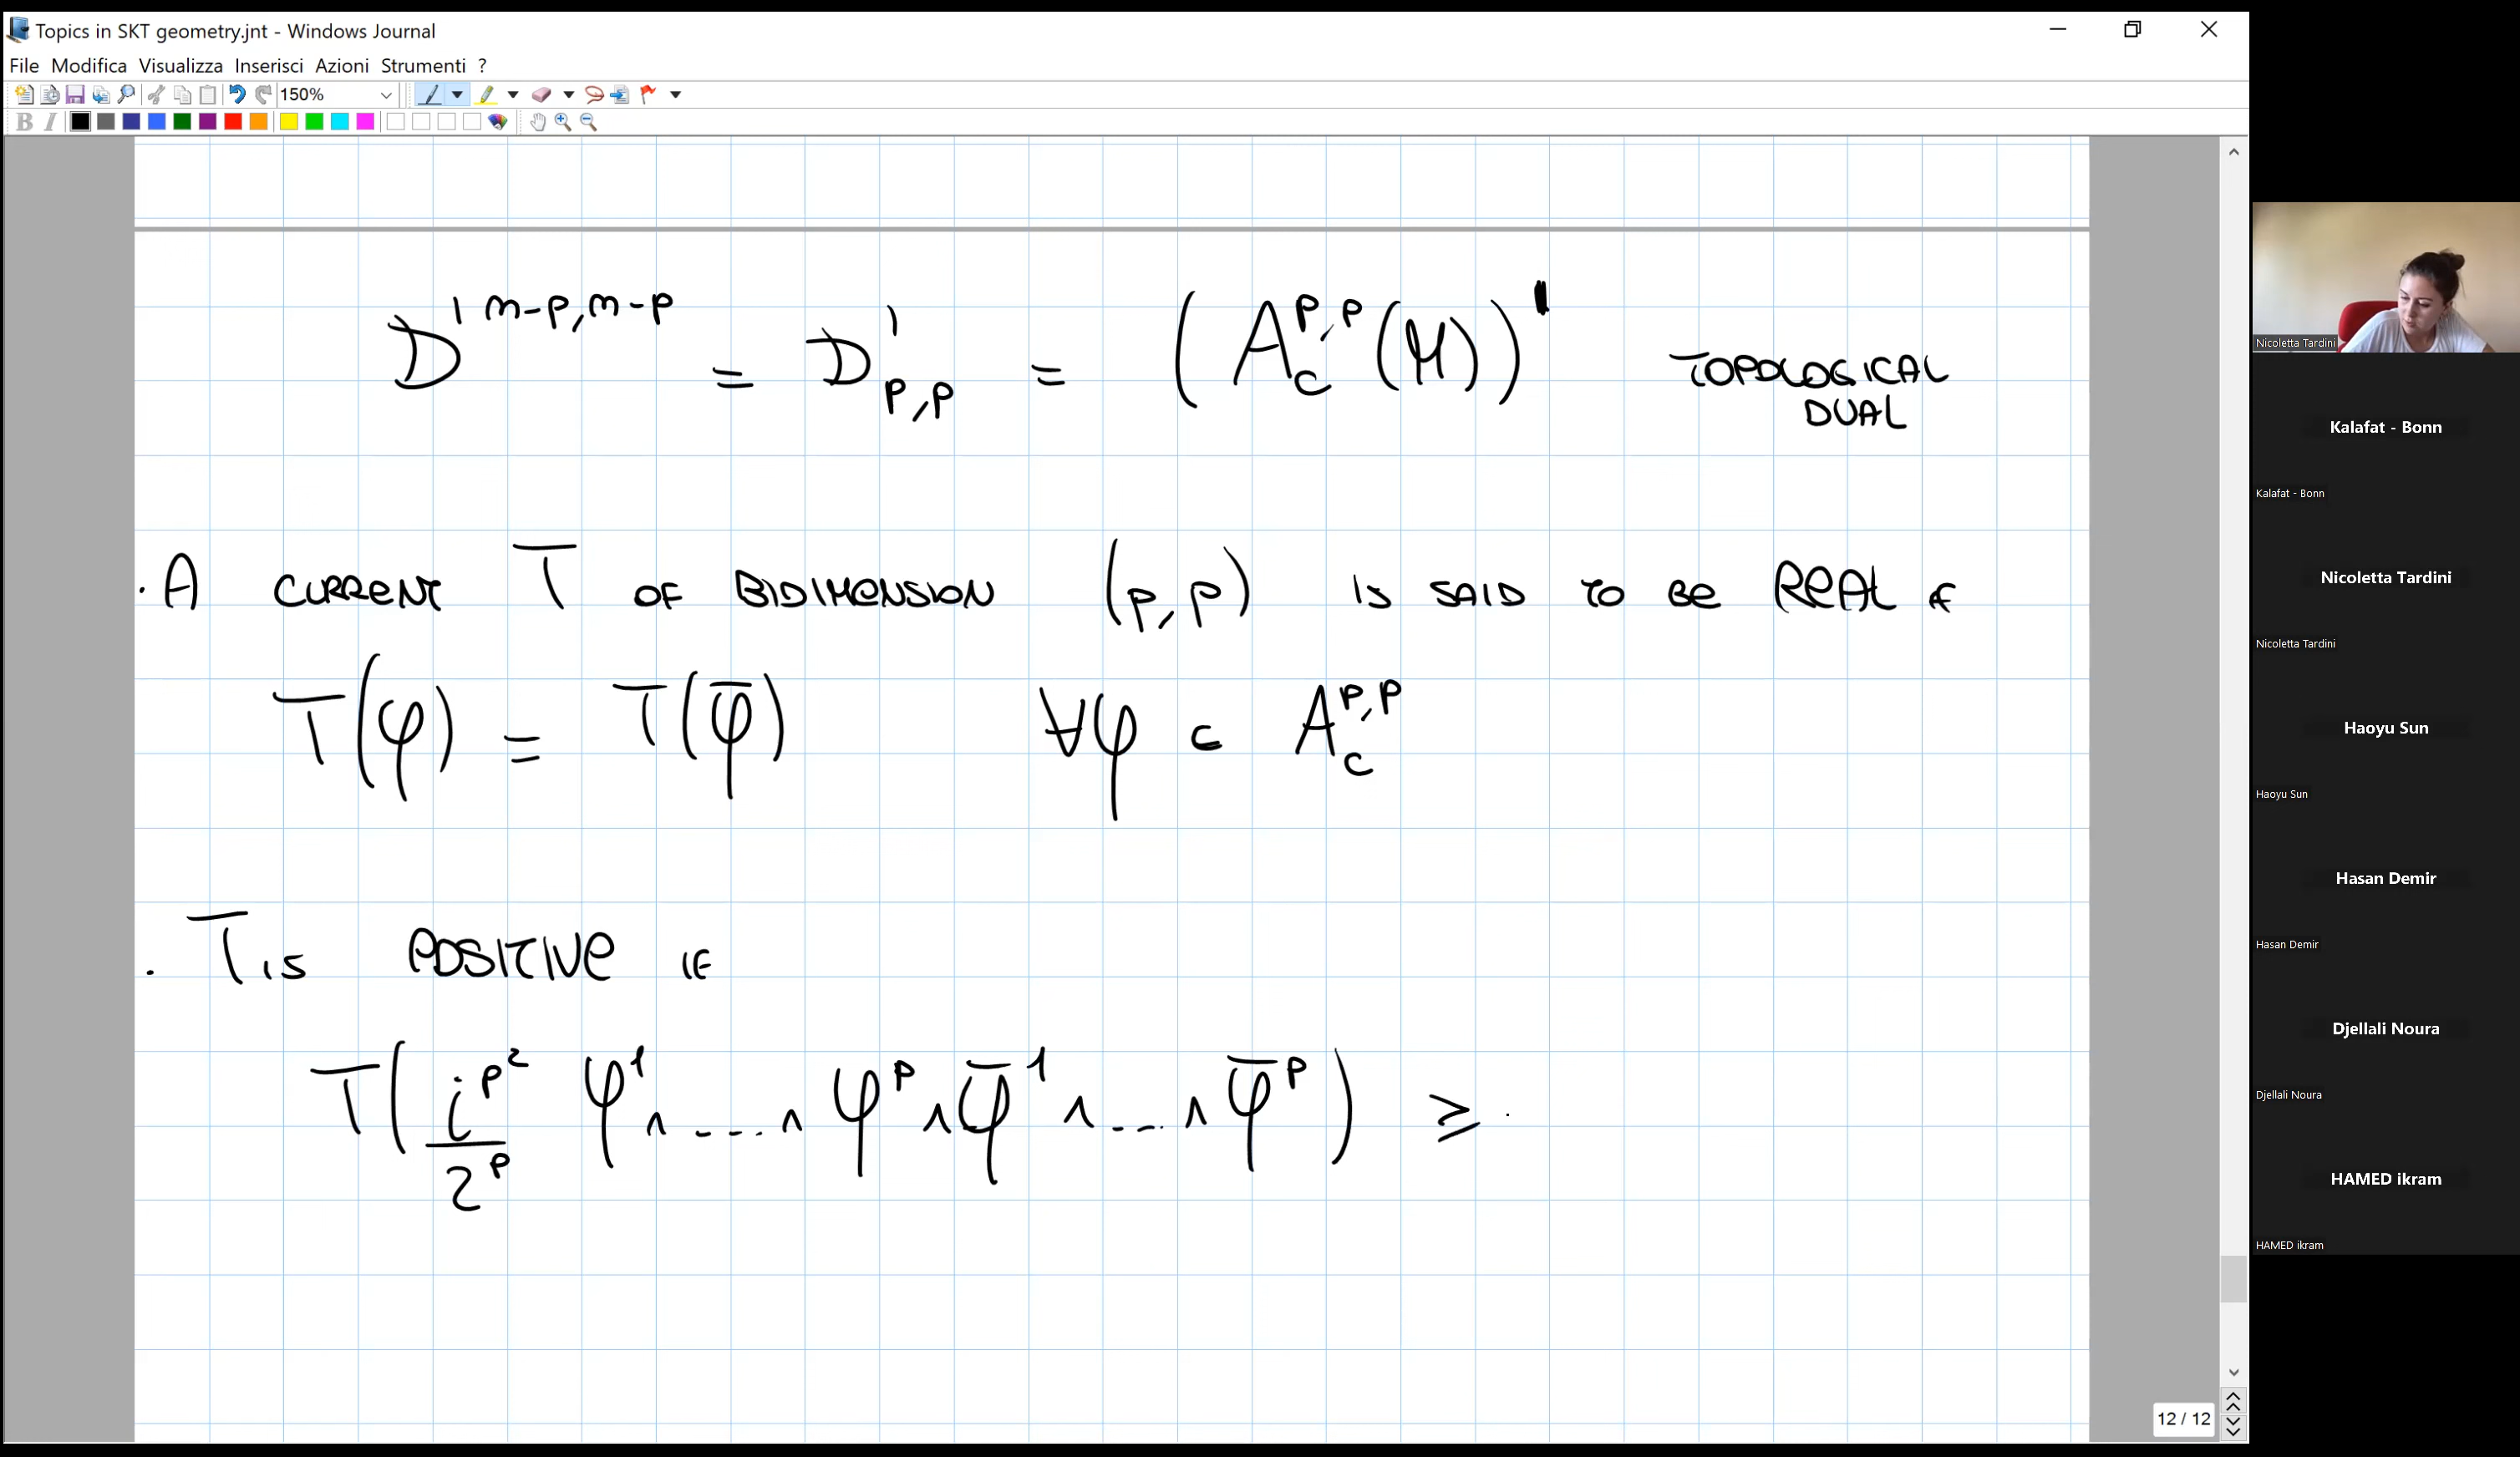 Topics in SKT geometry.jnt - Windows Journal
File Modifica Visualizza Inserisci Azioni Strumenti ?
150%
B I
D'^{m-p,m-p} = D'_{p,p} = (A_c^{p,p}(M))' TOPOLOGICAL
DUAL
. A CURRENT T OF BIDIMENSION (p,p) IS SAID TO BE REAL IF
T(φ) = T(φ̄) ∀φ ∈ A_c^{p,p}
. T IS POSITIVE IF
T(i^{p^2}/2^p φ^1 ∧ .... ∧ φ^p ∧ φ̄^1 ∧ ... ∧ φ̄^p) ≥
12 / 12
Nicoletta Tardini
Kalafat - Bonn
Kalafat - Bonn
Nicoletta Tardini
Nicoletta Tardini
Haoyu Sun
Haoyu Sun
Hasan Demir
Hasan Demir
Djellali Noura
Djellali Noura
HAMED ikram
HAMED ikram